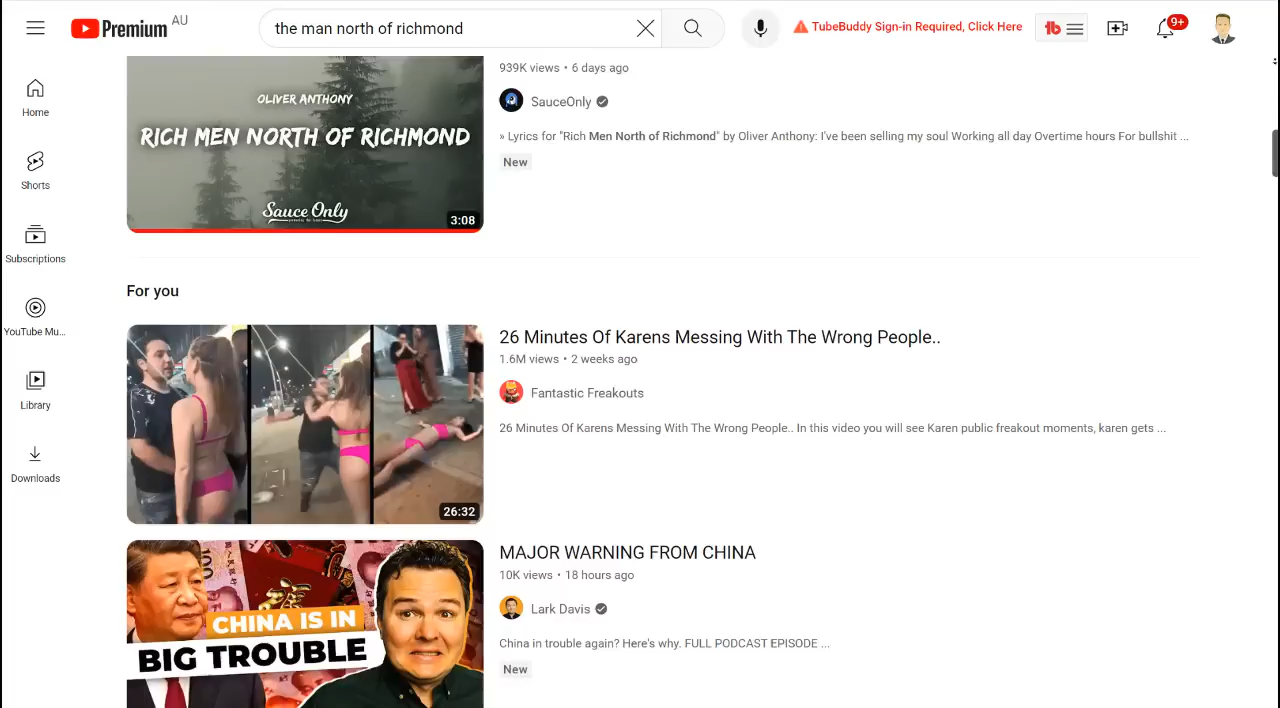 Premium AU
the man north of richmond
TubeBuddy Sign-in Required, Click Here
tb
9+
Home
Shorts
Subscriptions
YouTube Mu...
Library
Downloads
OLIVER ANTHONY
RICH MEN NORTH OF RICHMOND
Sauce Only
3:08
939K views • 6 days ago
SauceOnly
» Lyrics for "Rich Men North of Richmond" by Oliver Anthony: I've been selling my soul Working all day Overtime hours For bullshit ...
New
For you
26:32
26 Minutes Of Karens Messing With The Wrong People..
1.6M views • 2 weeks ago
Fantastic Freakouts
26 Minutes Of Karens Messing With The Wrong People.. In this video you will see Karen public freakout moments, karen gets ...
CHINA IS IN
BIG TROUBLE
100
MAJOR WARNING FROM CHINA
10K views • 18 hours ago
Lark Davis
China in trouble again? Here's why. FULL PODCAST EPISODE ...
New